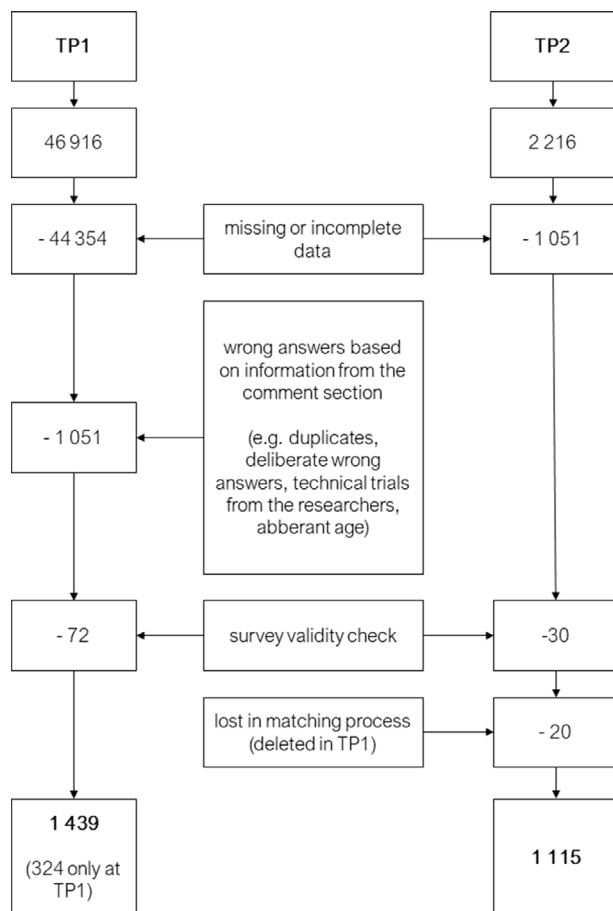 TP1
TP2
46 916
2 216
- 44 354
missing or incomplete
data
- 1 051
wrong answers based
on information from the
comment section
(e.g. duplicates,
deliberate wrong
answers, technical trials
from the researchers,
abberant age)
- 1 051
- 72
survey validity check
-30
lost in matching process
(deleted in TP1)
- 20
1 439
(324 only at
TP1)
1 115